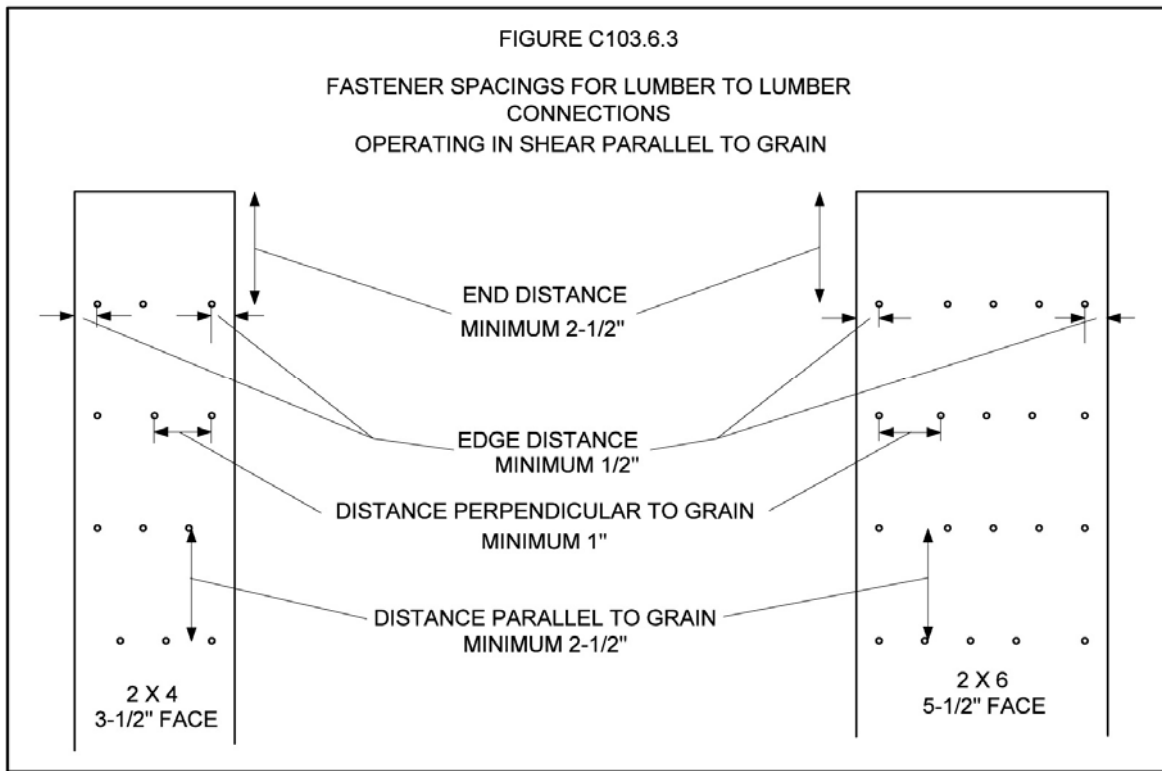 FIGURE C103.6.3
FASTENER SPACINGS FOR LUMBER TO LUMBER
CONNECTIONS
OPERATING IN SHEAR PARALLEL TO GRAIN
END DISTANCE
MINIMUM 2-1/2"
EDGE DISTANCE
MINIMUM 1/2"
DISTANCE PERPENDICULAR TO GRAIN
MINIMUM 1"
DISTANCE PARALLEL TO GRAIN
MINIMUM 2-1/2"
2 X 4
3-1/2" FACE
2 X 6
5-1/2" FACE